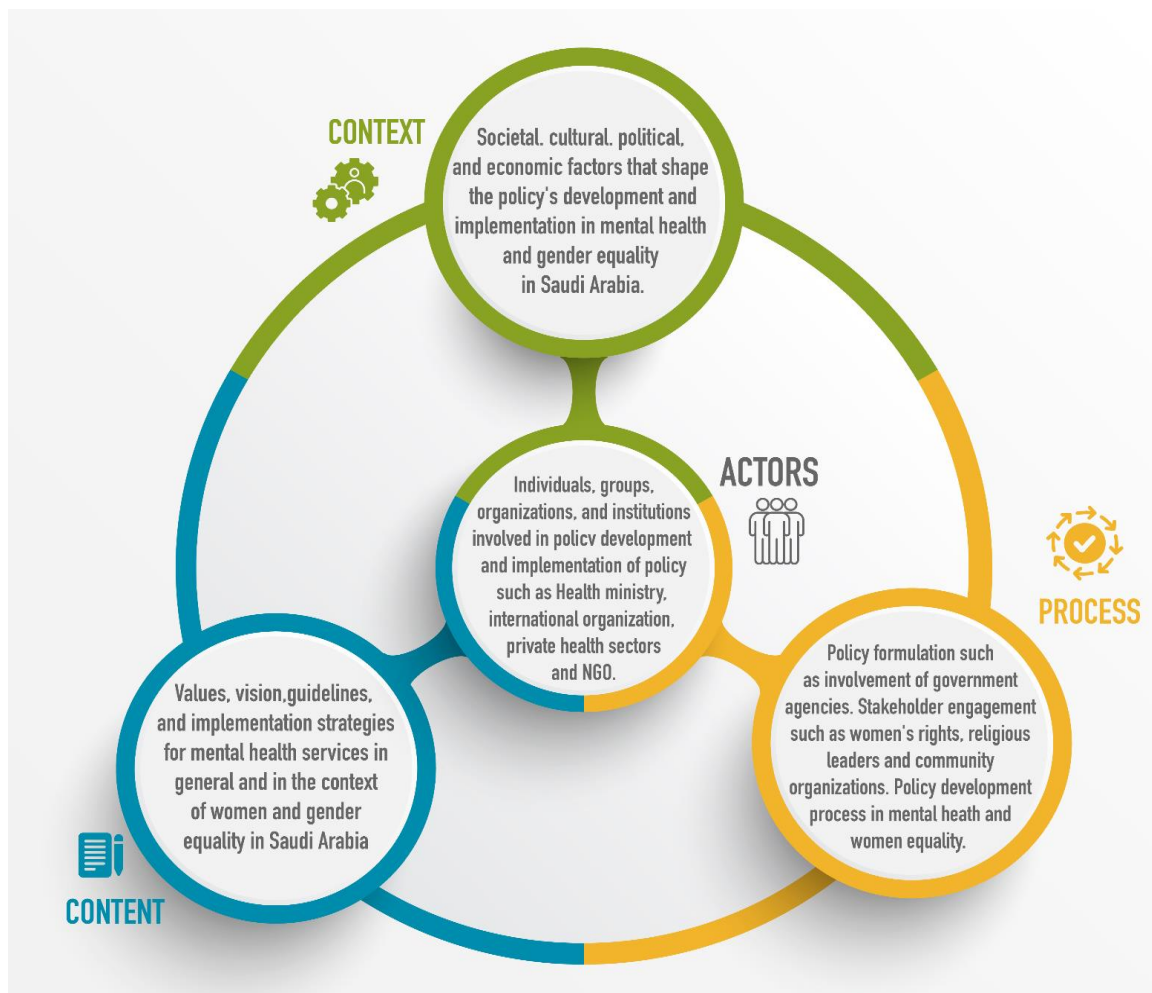 CONTEXT
Societal. cultural. political,
and economic factors that shape
the policy's development and
implementation in mental health
and gender equality
in Saudi Arabia.
ACTORS
Individuals, groups,
organizations, and institutions
involved in policv development
and implementation of policy
such as Health ministry,
international organization,
private health sectors
and NGO.
PROCESS
Policy formulation such
as involvement of government
agencies. Stakeholder engagement
such as women's rights, religious
leaders and community
organizations. Policy development
process in mental heath and
women equality.
Values, vision,guidelines,
and implementation strategies
for mental health services in
general and in the context
of women and gender
equality in Saudi Arabia
CONTENT